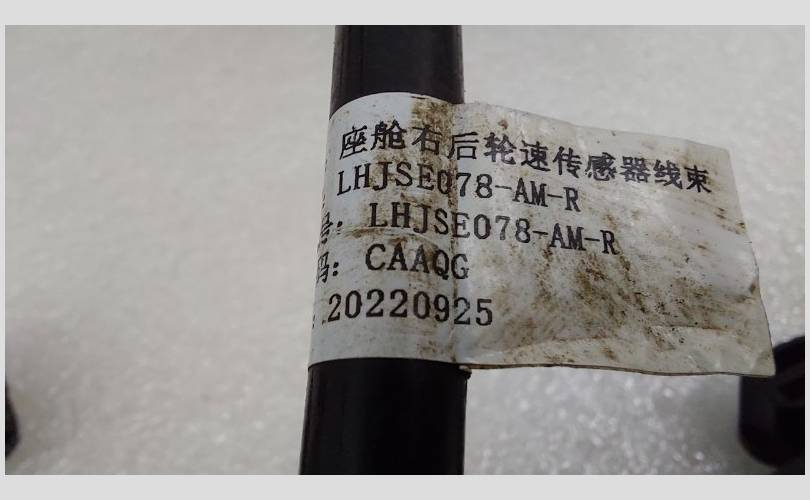 座舱右后轮速传感器线束
: LHJSE078-AM-R
号: LHJSE078-AM-R
码: CAAQG
: 20220925